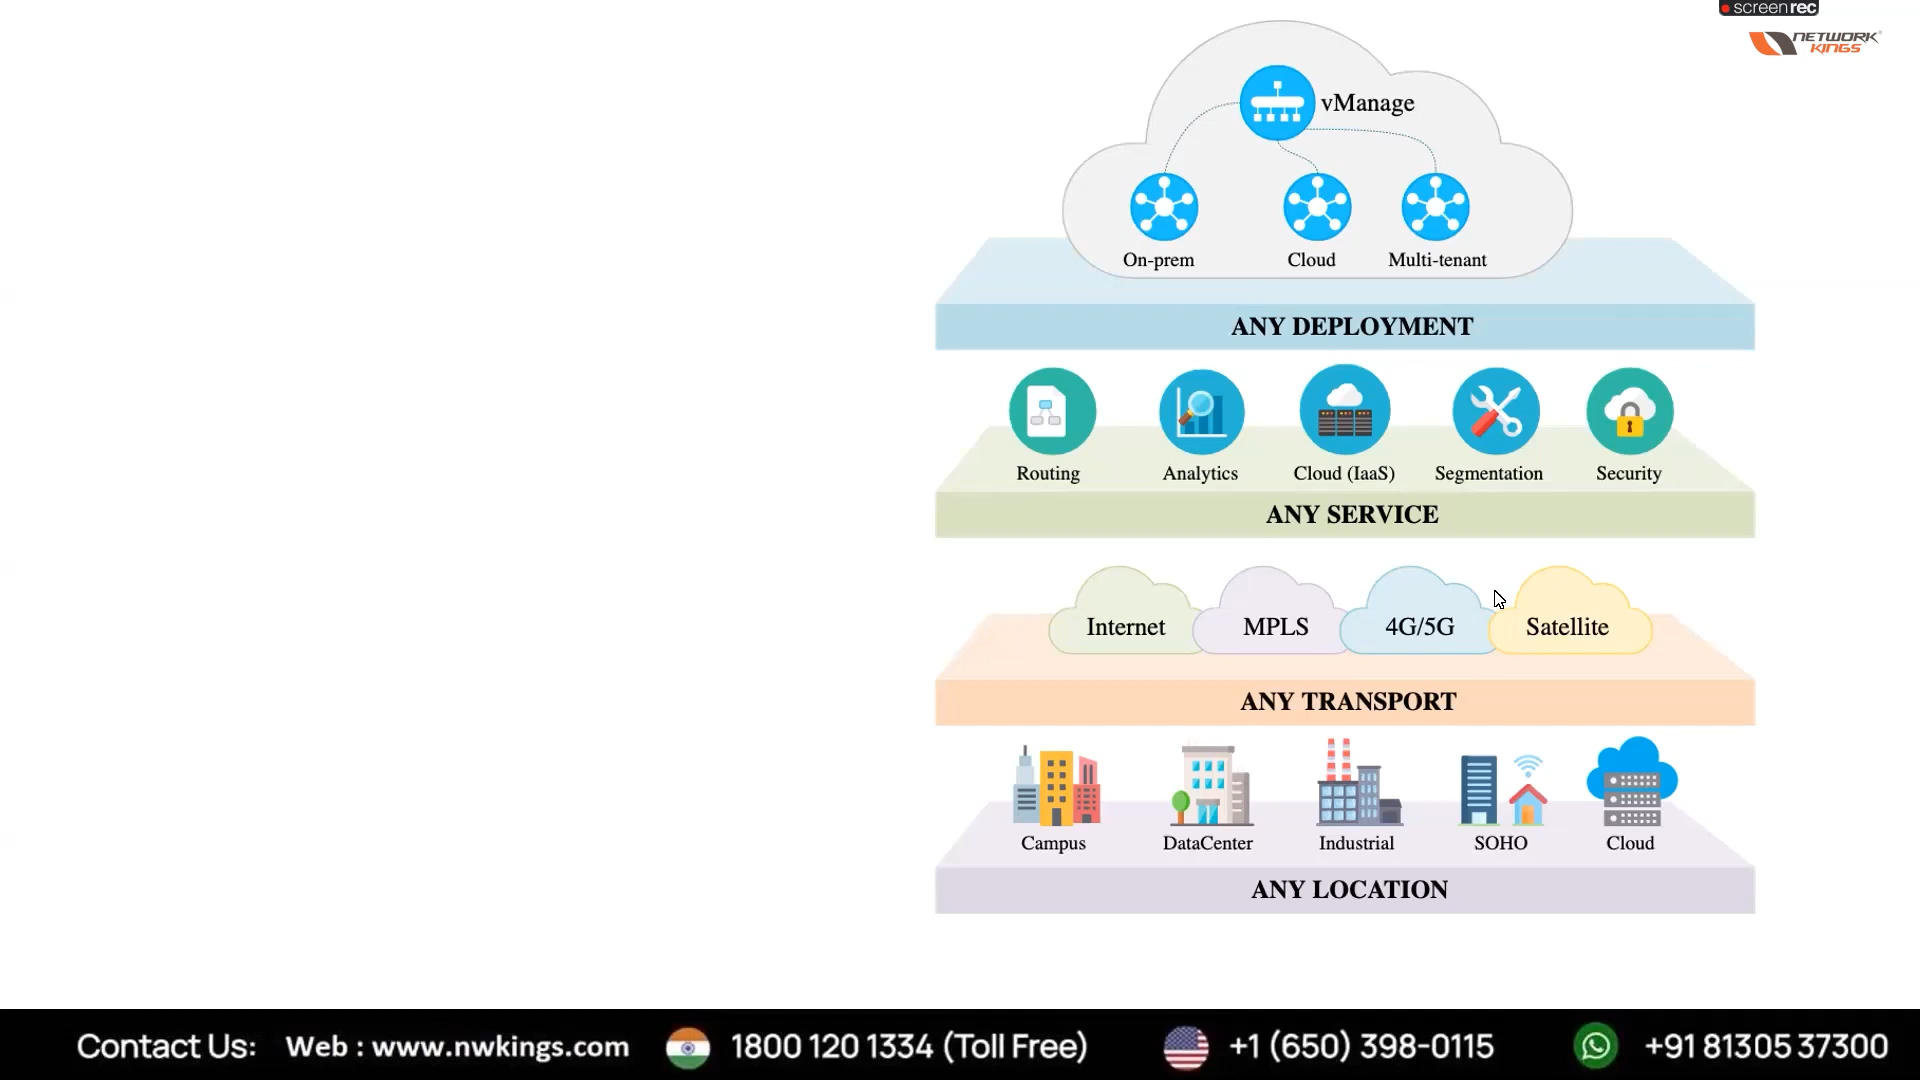 screenrec
NETWORK
KINGS
vManage
On-prem Cloud Multi-tenant
ANY DEPLOYMENT
Routing Analytics Cloud (IaaS) Segmentation Security
ANY SERVICE
Internet MPLS 4G/5G Satellite
ANY TRANSPORT
Campus DataCenter Industrial SOHO Cloud
ANY LOCATION
Contact Us: Web : www.nwkings.com 1800 120 1334 (Toll Free) +1 (650) 398-0115 +91 81305 37300